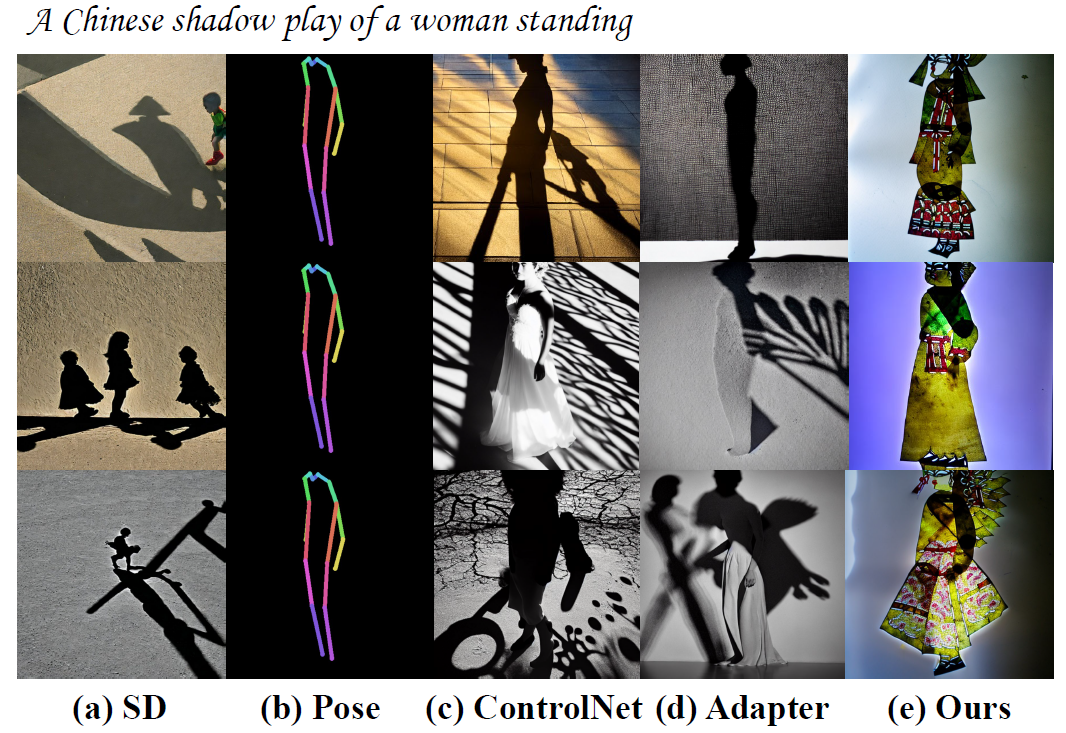 A Chinese shadow play of a woman standing
(a) SD (b) Pose (c) ControlNet (d) Adapter (e) Ours